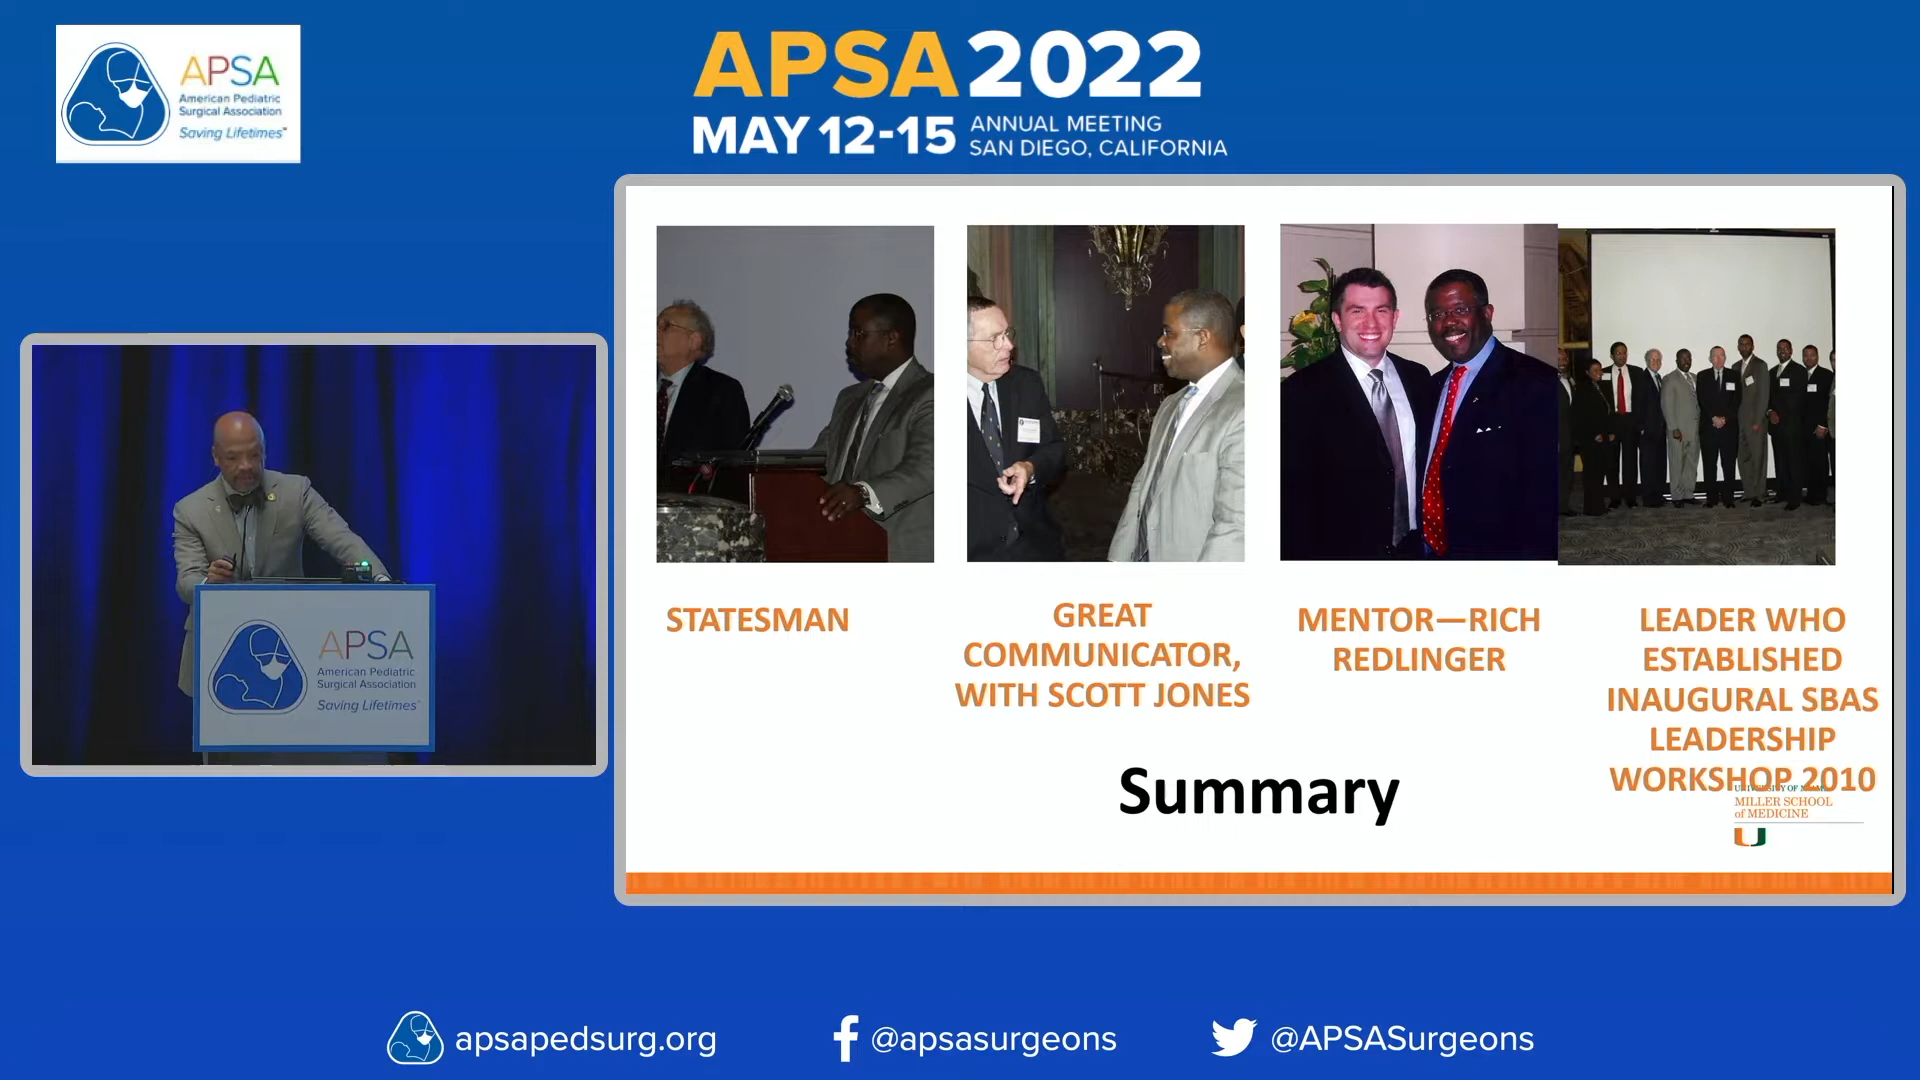 APSA
American Pediatric
Surgical Association
Saving Lifetimes
APSA 2022
MAY 12-15
ANNUAL MEETING
SAN DIEGO, CALIFORNIA
APSA
American Pediatric
Surgical Association
Saving Lifetimes
STATESMAN
GREAT
COMMUNICATOR,
WITH SCOTT JONES
MENTOR—RICH
REDLINGER
LEADER WHO
ESTABLISHED
INAUGURAL SBAS
LEADERSHIP
WORKSHOP 2010
Summary
MILLER SCHOOL
of MEDICINE
apsapedsurg.org
@apsasurgeons
@APSASurgeons